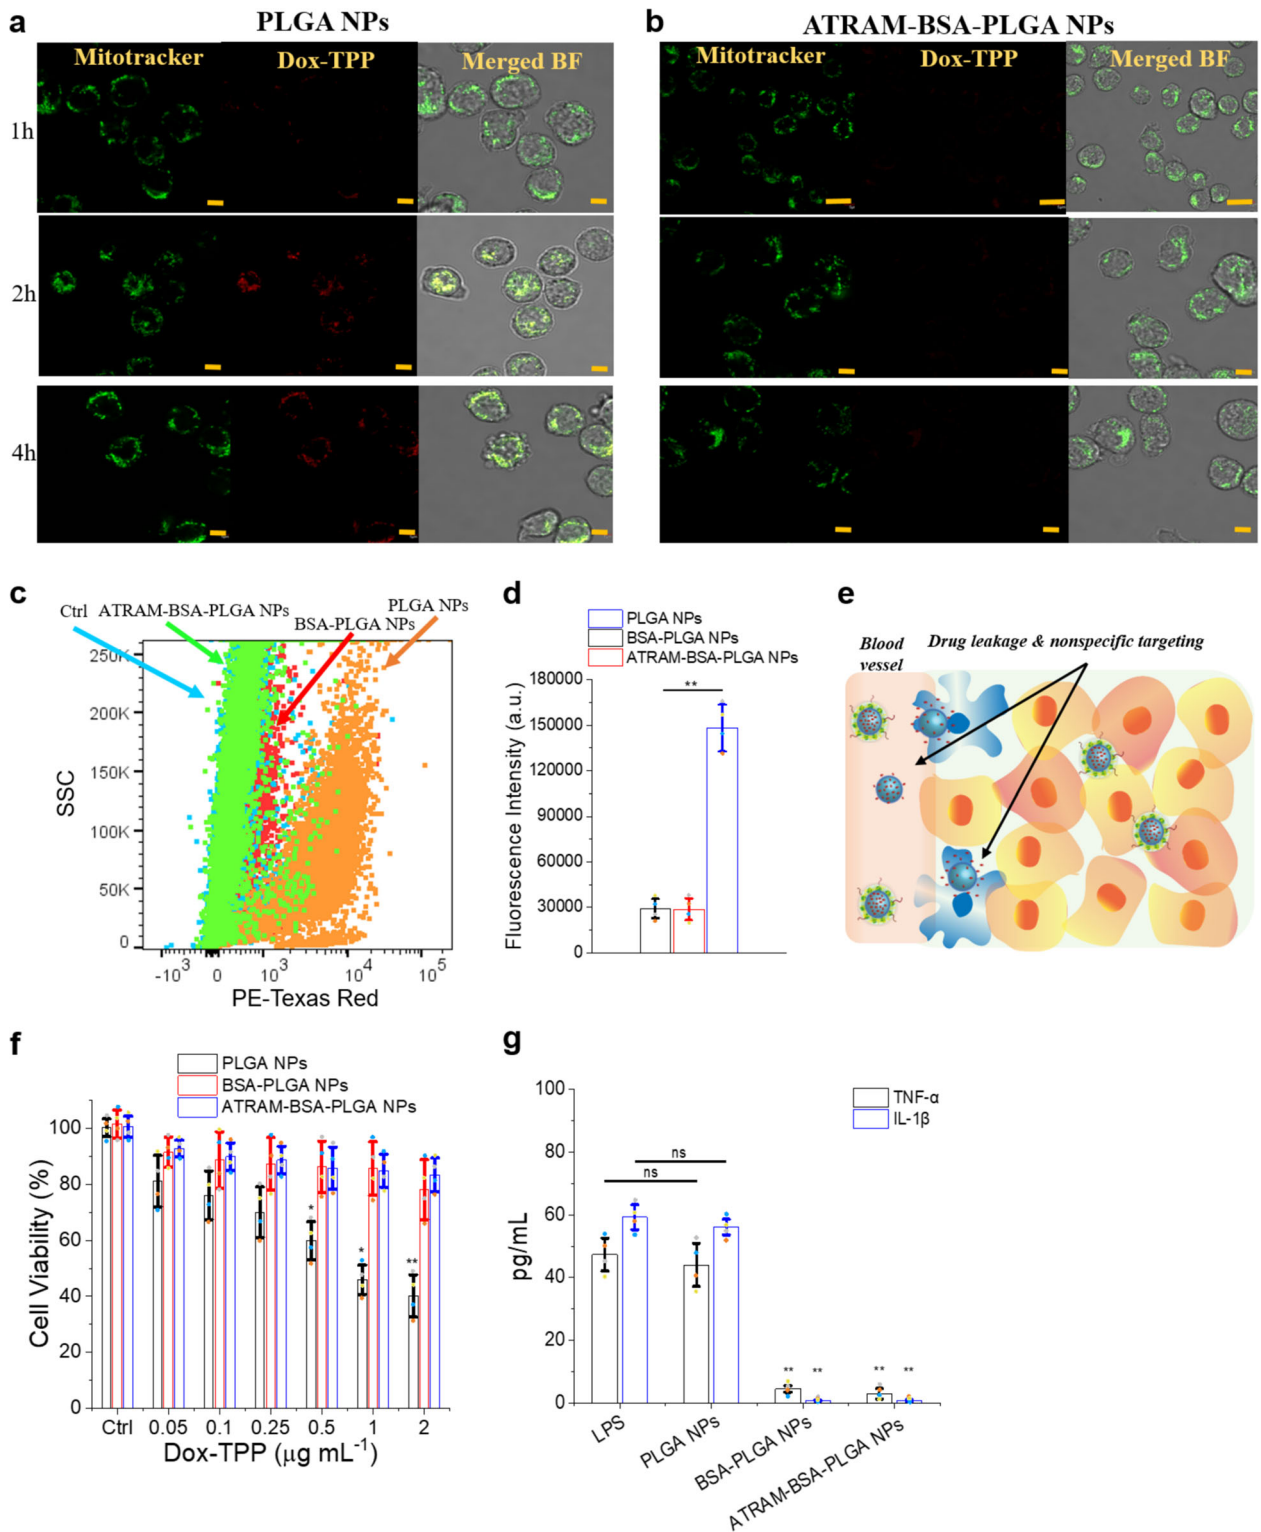 a
PLGA NPs
Mitotracker
Dox-TPP
Merged BF
1h
2h
4h
b
ATRAM-BSA-PLGA NPs
Mitotracker
Dox-TPP
Merged BF
c
Ctrl
ATRAM-BSA-PLGA NPs
BSA-PLGA NPs
PLGA NPs
SSC
250K
200K
150K
100K
50K
0
-10³
0
10³
10⁴
10⁵
PE-Texas Red
d
PLGA NPs
BSA-PLGA NPs
ATRAM-BSA-PLGA NPs
Fluorescence Intensity (a.u.)
180000
150000
120000
90000
60000
30000
0
**
e
Blood
vessel
Drug leakage & nonspecific targeting
f
PLGA NPs
BSA-PLGA NPs
ATRAM-BSA-PLGA NPs
Cell Viability (%)
100
80
60
40
20
0
*
*
**
Ctrl
0.05
0.1
0.25
0.5
1
2
Dox-TPP (μg mL⁻¹)
g
TNF-α
IL-1β
pg/mL
100
80
60
40
20
0
ns
ns
**
**
**
**
LPS
PLGA NPs
BSA-PLGA NPs
ATRAM-BSA-PLGA NPs